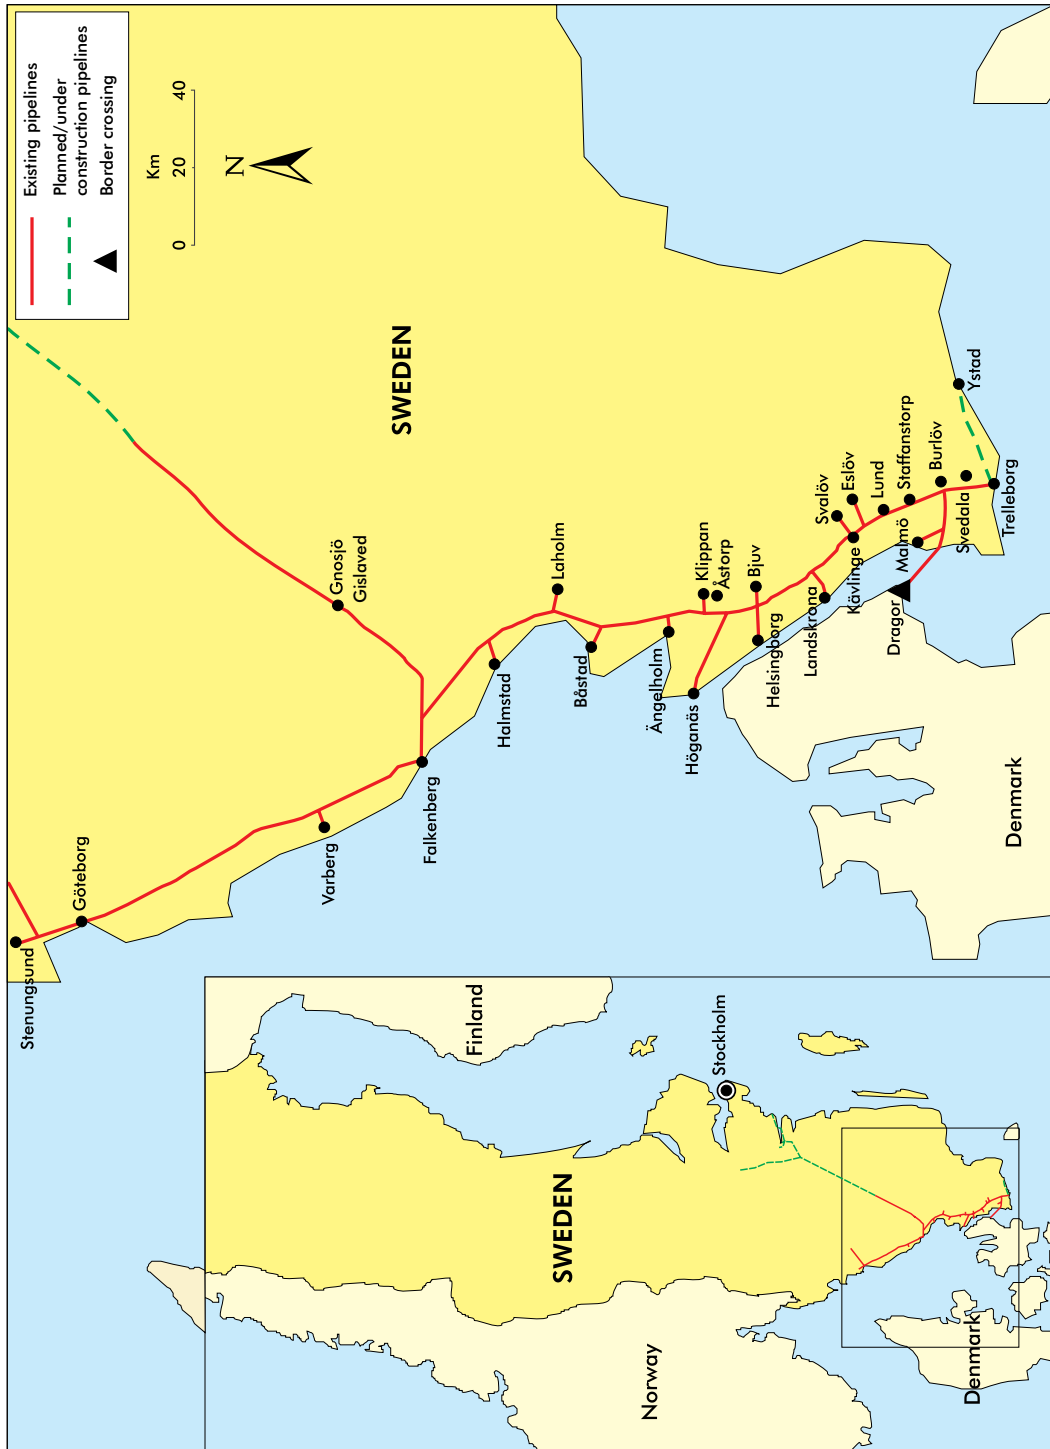 Existing pipelines
Planned/under
construction pipelines
Border crossing
Km
0 20 40
N
SWEDEN
Stenungsund
Göteborg
Varberg
Falkenberg
Gnosjö
Gislaved
Halmstad
Laholm
Båstad
Ängelholm
Höganäs
Klippan
Åstorp
Bjuv
Helsingborg
Landskrona
Svalöv
Eslöv
Kävlinge
Lund
Staffanstorp
Malmö
Burlöv
Svedala
Dragor
Trelleborg
Ystad
Denmark
Finland
Stockholm
SWEDEN
Norway
Denmark